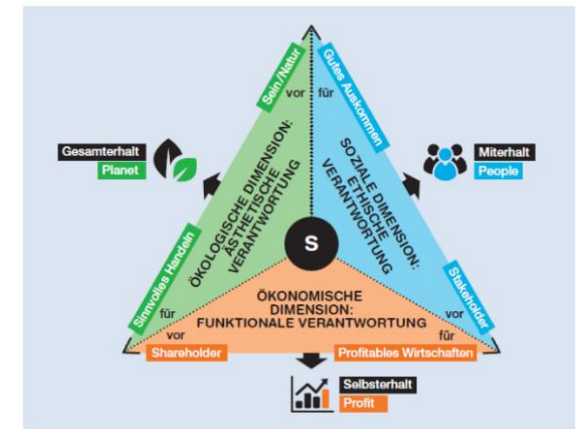 Sein/Natur
vor
für
Gutes Auskommen
Gesamterhalt
Planet
ÖKOLOGISCHE DIMENSION:
ÄSTHETISCHE
VERANTWORTUNG
SOZIALE DIMENSION:
ETHISCHE
VERANTWORTUNG
Miterhalt
People
S
Sinnvolles Handeln
für
vor
Stakeholder
vor
für
ÖKONOMISCHE
DIMENSION:
FUNKTIONALE VERANTWORTUNG
Shareholder
Profitables Wirtschaften
Selbsterhalt
Profit